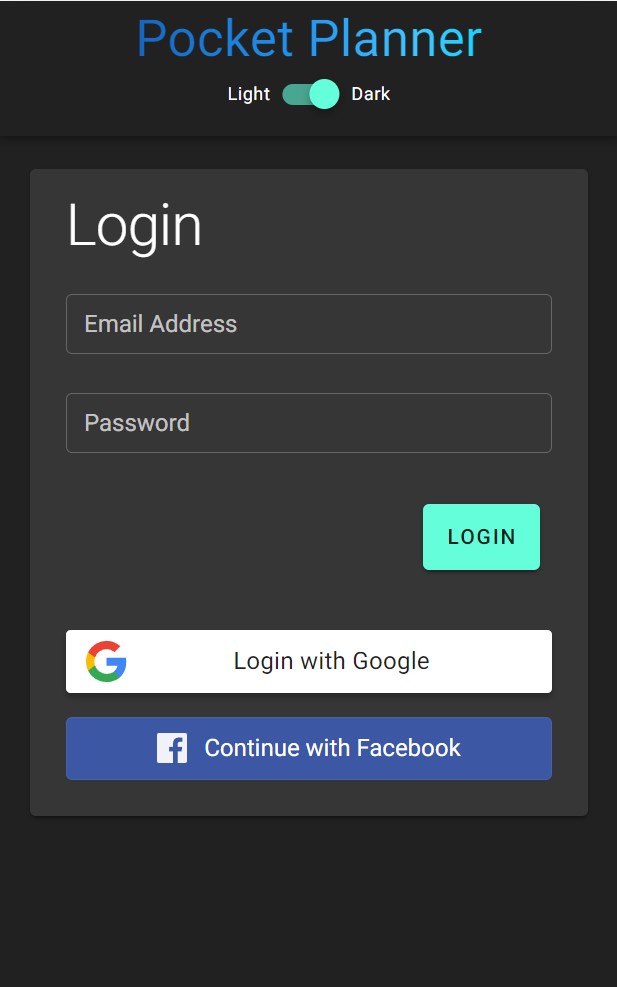 Pocket Planner
Light Dark
Login
Email Address
Password
LOGIN
Login with Google
Continue with Facebook